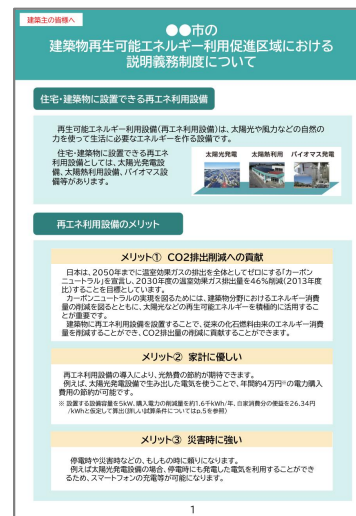 建築主の皆様へ
●●市の
建築物再生可能エネルギー利用促進区域における
説明義務制度について
住宅・建築物に設置できる再エネ利用設備
再生可能エネルギー利用設備(再エネ利用設備)は、太陽光や風力などの自然の
力を使って生活に必要なエネルギーを作る設備です。
住宅・建築物に設置できる再エネ
利用設備としては、太陽光発電設
備、太陽熱利用設備、バイオマス設
備等があります。
太陽光発電 太陽熱利用 バイオマス発電
再エネ利用設備のメリット
メリット① CO2排出削減への貢献
日本は、2050年までに温室効果ガスの排出を全体としてゼロにする「カーボン
ニュートラル」を宣言し、2030年度の温室効果ガス排出量を46%削減(2013年度
比)することを目標としています。
カーボンニュートラルの実現を図るためには、建築物分野におけるエネルギー消費
量の削減を図るとともに、太陽光などの再生可能エネルギーを積極的に活用するこ
とが重要です。
建築物に再エネ利用設備を設置することで、従来の化石燃料由来のエネルギー消費
量を削減することができ、CO2排出量の削減に貢献することができます。
メリット② 家計に優しい
再エネ利用設備の導入により、光熱費の節約が期待できます。
例えば、太陽光発電設備で生み出した電気を使うことで、年間約4万円※の電力購入
費用の節約が可能です。
※ 設置する設備容量を5kW、購入電力の削減量を約1.6千kWh/年、自家消費分の便益を26.34円
/kWhと仮定して算出(詳しい試算条件についてはp.5を参照)
メリット③ 災害時に強い
停電時や災害時などの、もしもの時に頼りになります。
例えば太陽光発電設備の場合、停電時にも発電した電気を利用することができ
るため、スマートフォンの充電等が可能になります。
1